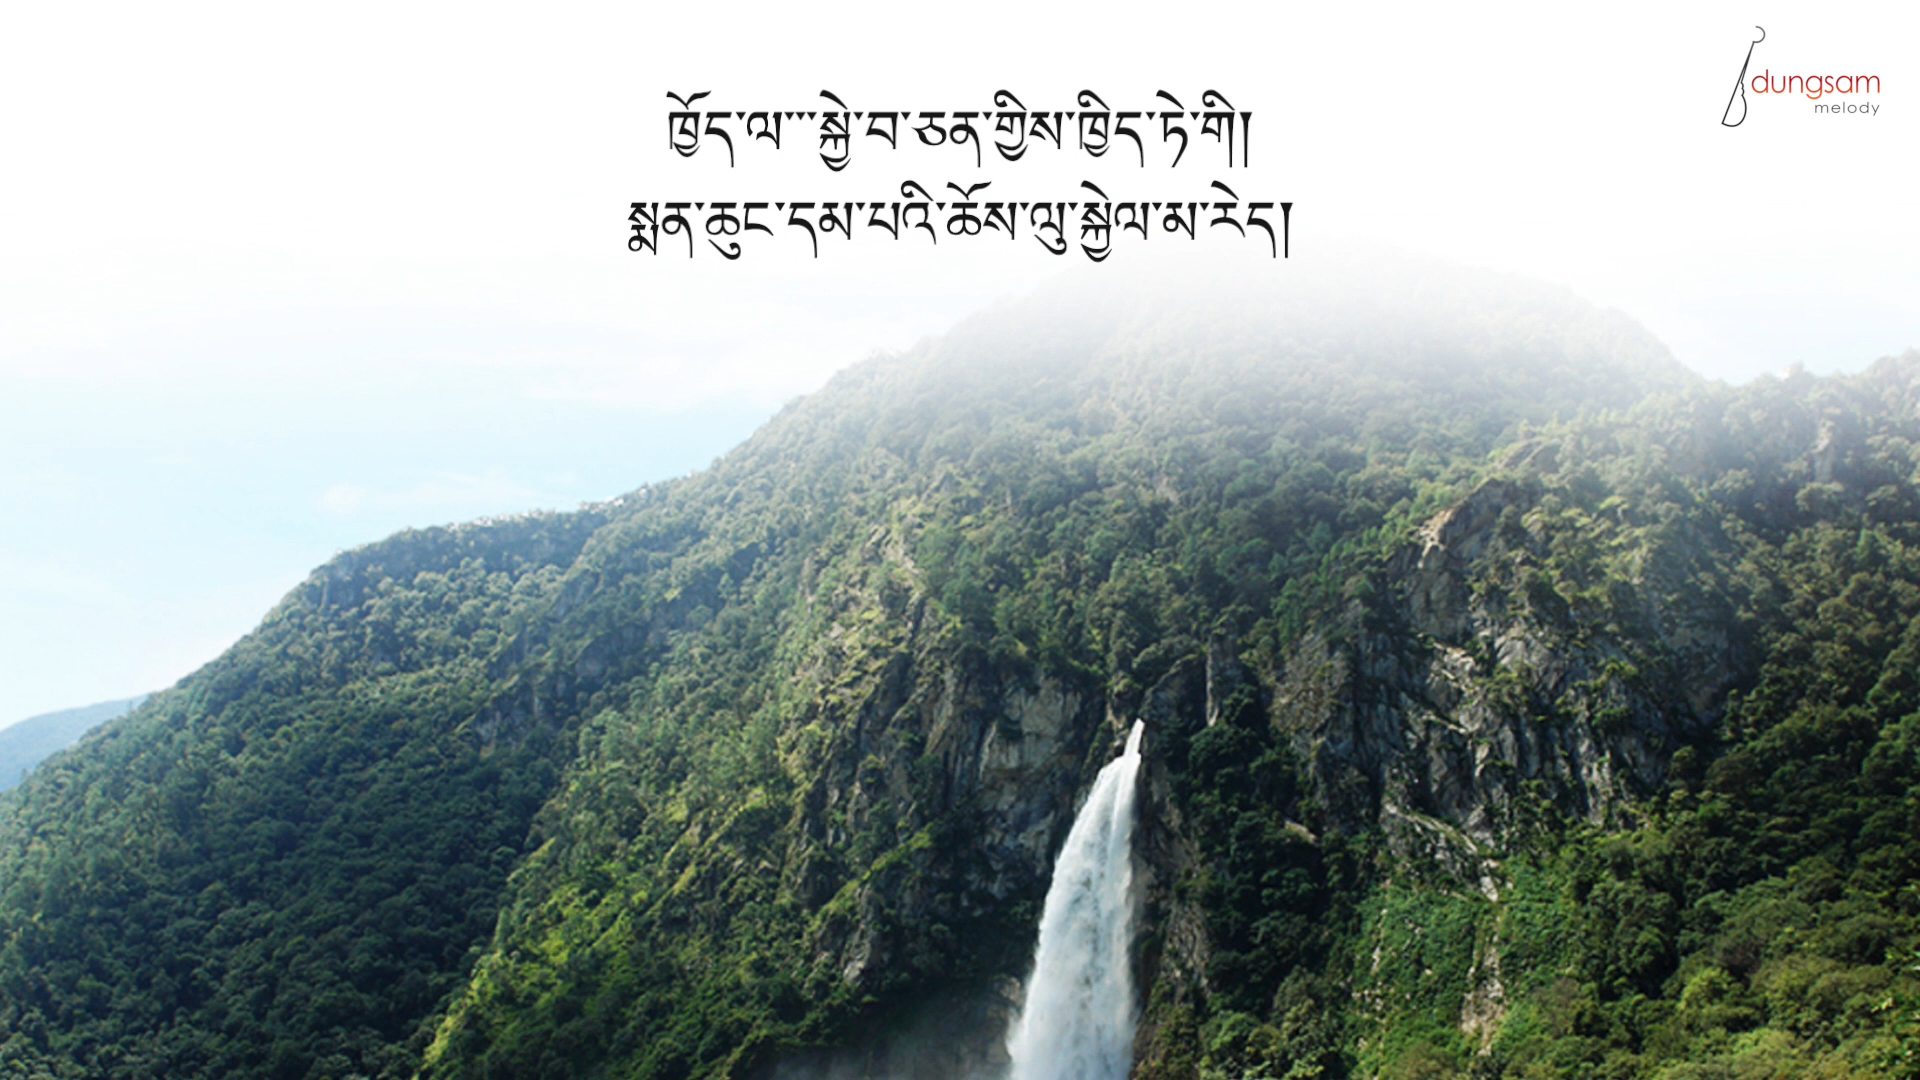 ཁྱོད་ལ་་་སྐྱེ་བ་ཅན་གྱིས་ཁྱིད་ཏེ་གི།
སྨན་ཆུང་དམ་པའི་ཆོས་ལུ་སྐྱེལ་མ་རེད།
dungsam
melody